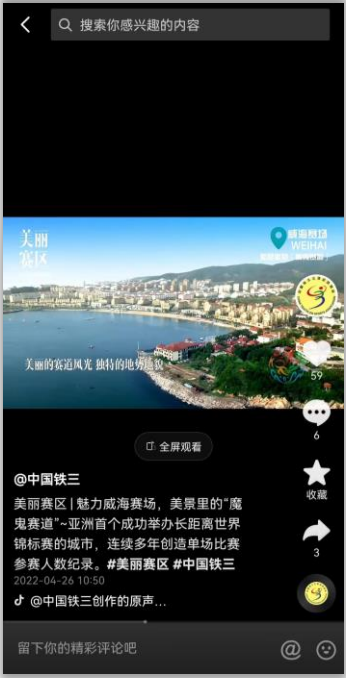 搜索你感兴趣的内容
美丽
赛区
威海赛场
WEIHAI
美丽的赛道风光 独特的地势地貌
59
6
全屏观看
收藏
@中国铁三
美丽赛区 | 魅力威海赛场，美景里的“魔
鬼赛道”~亚洲首个成功举办长距离世界
锦标赛的城市，连续多年创造单场比赛
参赛人数纪录。#美丽赛区 #中国铁三
3
2022-04-26 10:50
@中国铁三创作的原声...
留下你的精彩评论吧